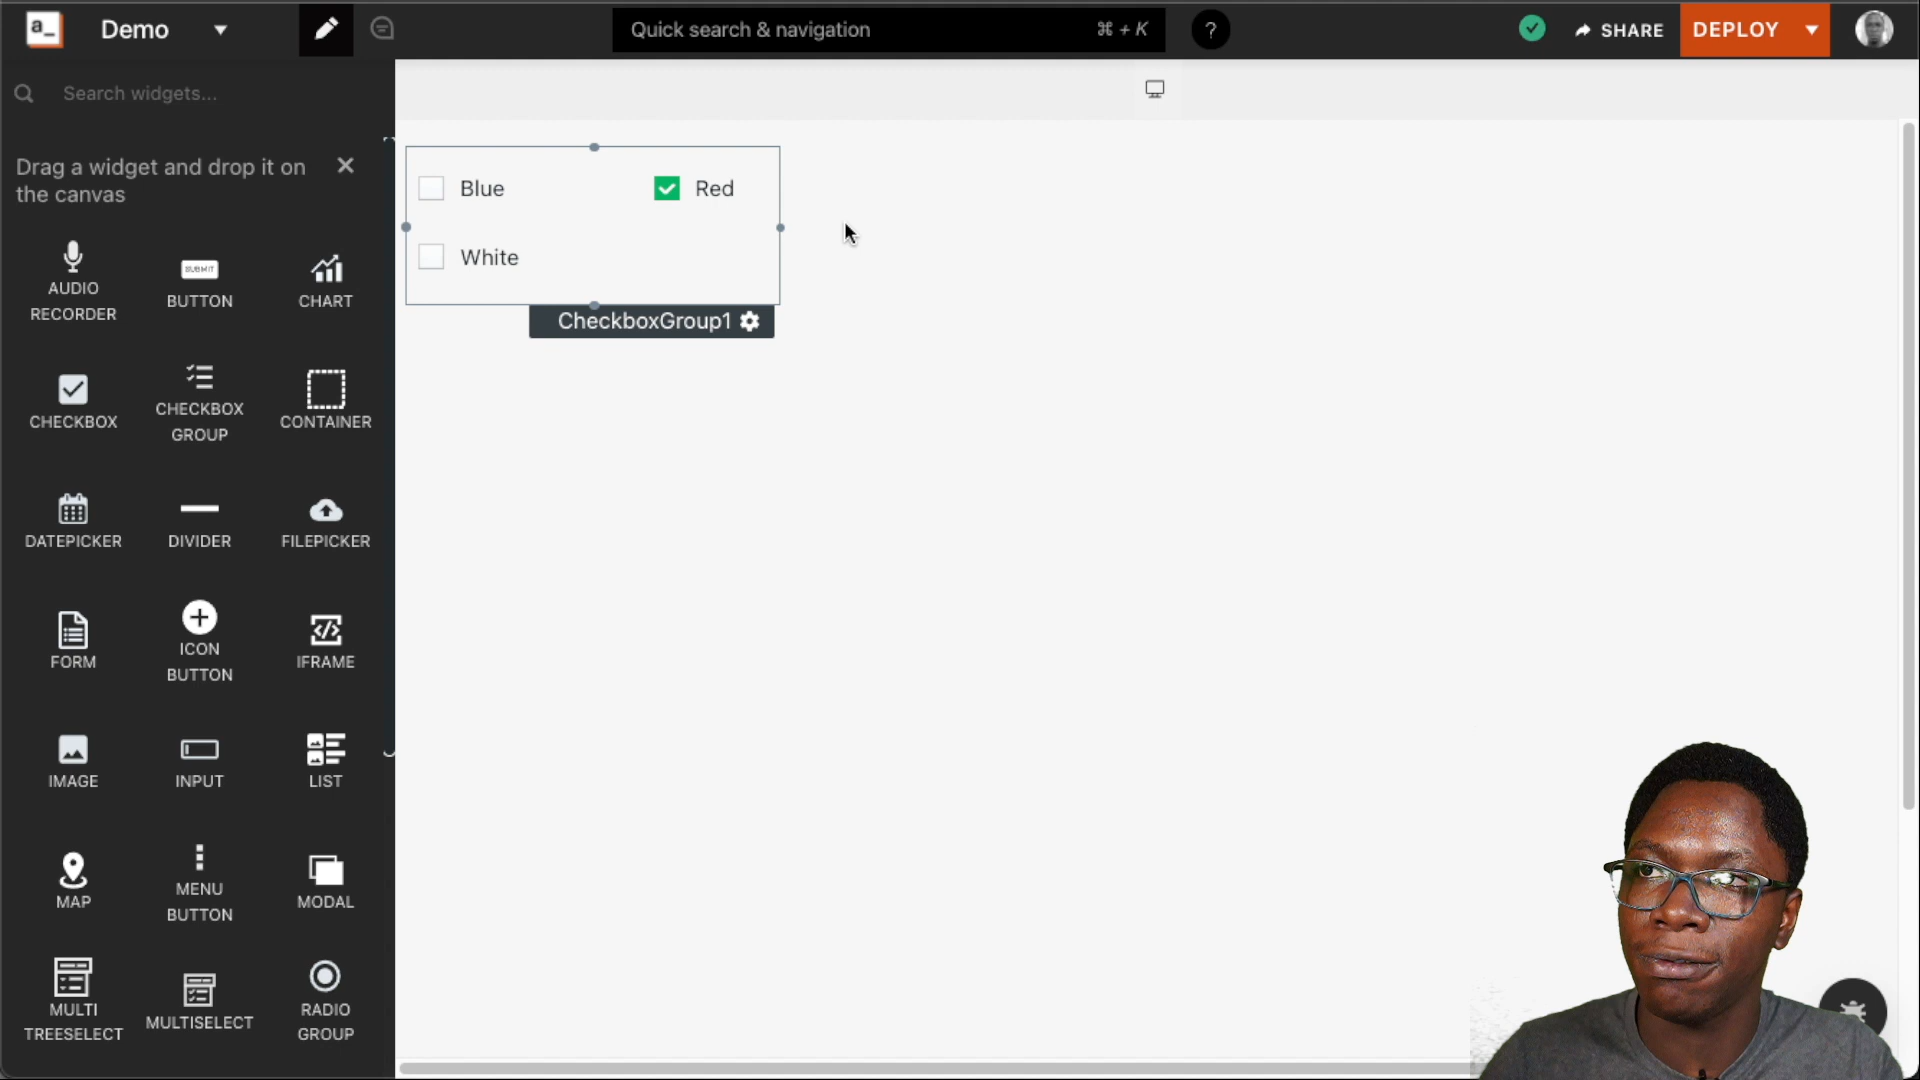 a_
Demo
Quick search & navigation
⌘ + K
?
SHARE
DEPLOY
Search widgets...
Drag a widget and drop it on
the canvas
AUDIO
RECORDER
SUBMIT
BUTTON
CHART
CHECKBOX
CHECKBOX
GROUP
CONTAINER
DATEPICKER
DIVIDER
FILEPICKER
FORM
ICON
BUTTON
IFRAME
IMAGE
INPUT
LIST
MAP
MENU
BUTTON
MODAL
MULTI
TREESELECT
MULTISELECT
RADIO
GROUP
Blue
Red
White
CheckboxGroup1